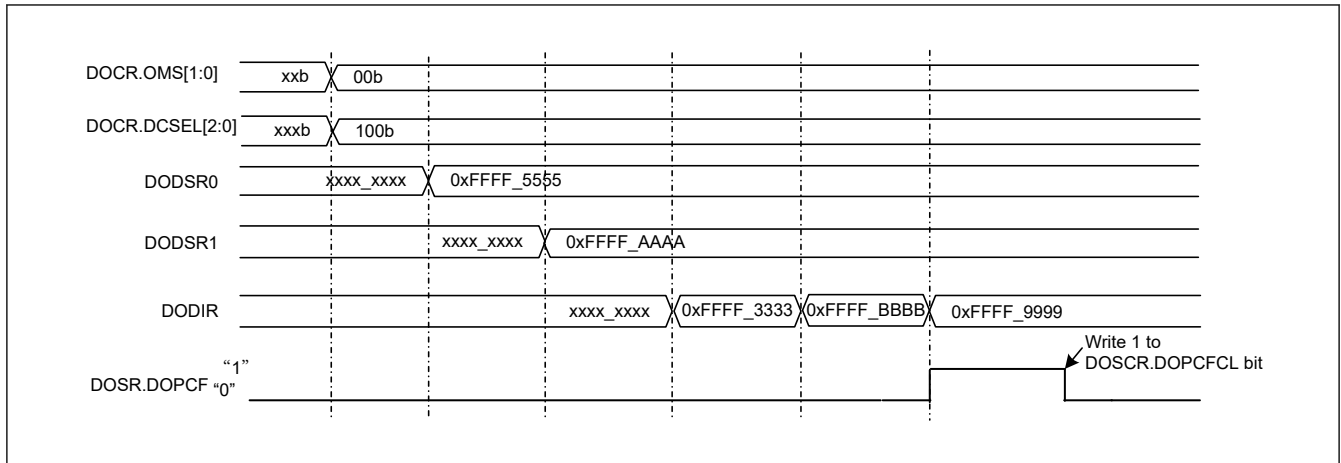 DOCR.OMS[1:0] xxb 00b
DOCR.DCSEL[2:0] xxxb 100b
DODSR0 xxxx_xxxx 0xFFFF_5555
DODSR1 xxxx_xxxx 0xFFFF_AAAA
DODIR xxxx_xxxx 0xFFFF_3333 0xFFFF_BBBB 0xFFFF_9999
Write 1 to
DOSCR.DOPCFCL bit
“1”
DOSR.DOPCF “0”